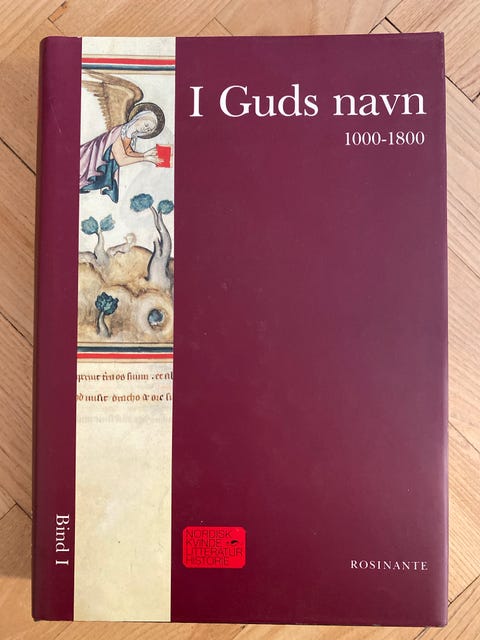 I Guds navn
1000-1800
Bind I
NORDISK
KVINDE
LITTERATUR
HISTORIE
ROSINANTE